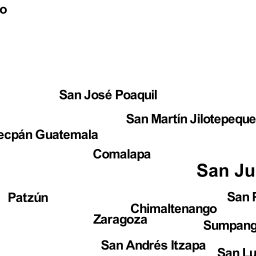 o
San José Poaquil
San Martín Jilotepeque
ecpán Guatemala
Comalapa
San Ju
Patzún
San P
Chimaltenango
Zaragoza
Sumpang
San Andrés Itzapa
San Lu